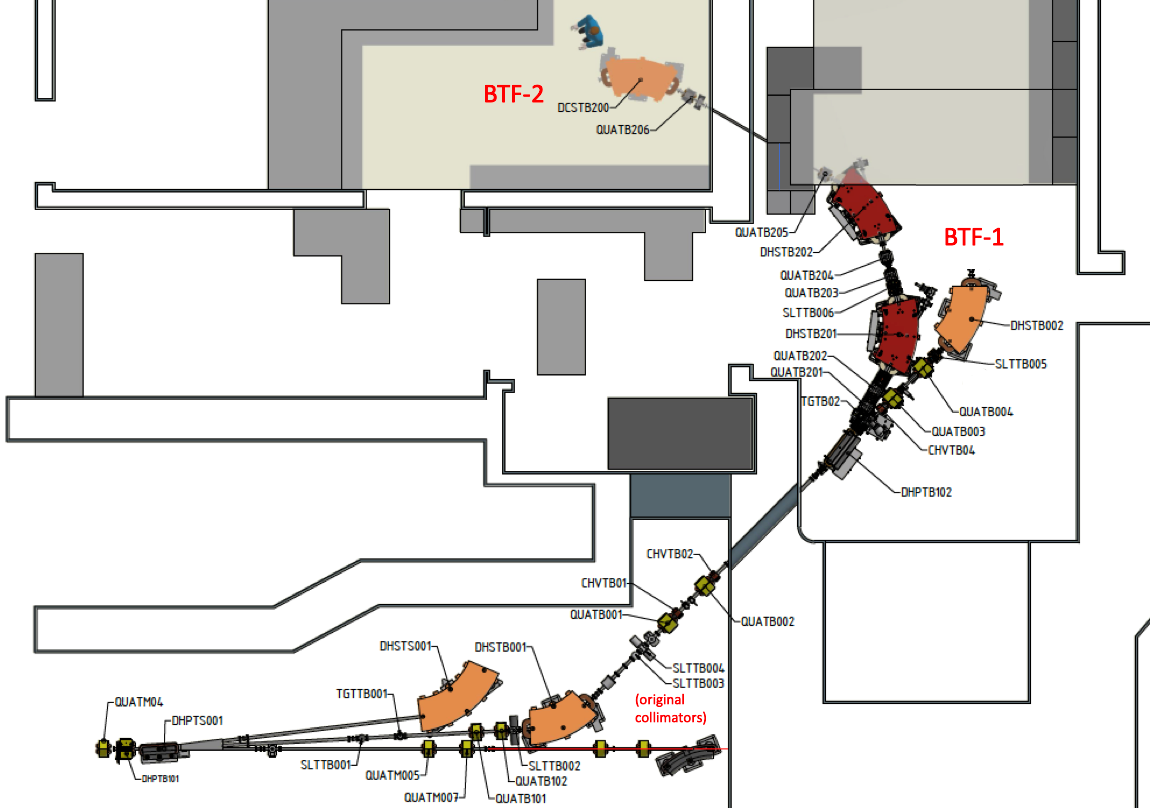 BTF-2
DCSTB200
QUATB206
QUATB205
DHSTB202
BTF-1
QUATB204
QUATB203
SLTTB006
DHSTB201
DHSTB002
QUATB202
QUATB201
SLTTB005
TGTB02
QUATB004
QUATB003
CHVTB04
DHPTB102
CHVTB02
CHVTB01
QUATB001
QUATB002
DHSTS001
DHSTB001
SLTTB004
SLTTB003
(original
collimators)
TGTTB001
QUATM04
DHPTS001
DHPTB101
SLTTB001
SLTTB002
QUATM005
QUATB102
QUATM007
QUATB101